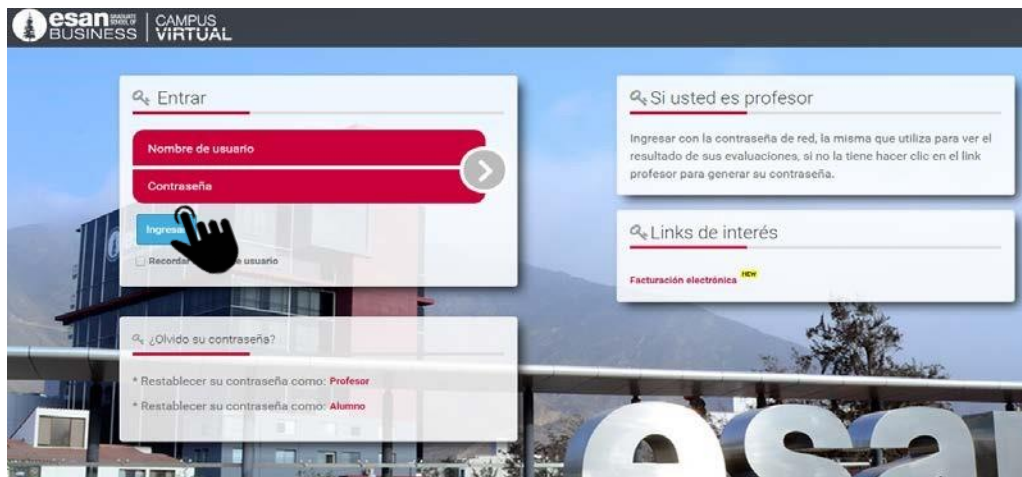 esan GRADUATE SCHOOL OF BUSINESS
CAMPUS VIRTUAL
Entrar
Nombre de usuario
Contraseña
Ingresar
Recordar e usuario
¿Olvido su contraseña?
* Restablecer su contraseña como: Profesor
* Restablecer su contraseña como: Alumno
Si usted es profesor
Ingresar con la contraseña de red, la misma que utiliza para ver el
resultado de sus evaluaciones, si no la tiene hacer clic en el link
profesor para generar su contraseña.
Links de interés
Facturación electrónica NEW
esa